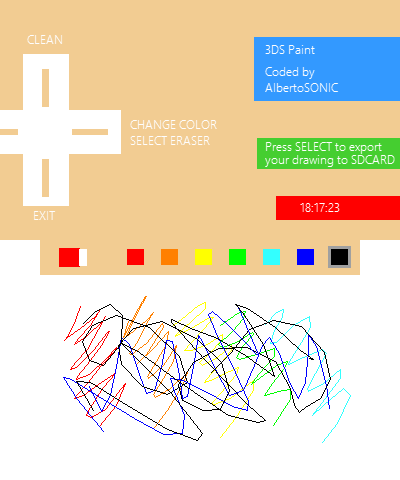 CLEAN
3DS Paint
Coded by
AlbertoSONIC
CHANGE COLOR
SELECT ERASER
Press SELECT to export
your drawing to SDCARD
18:17:23
EXIT